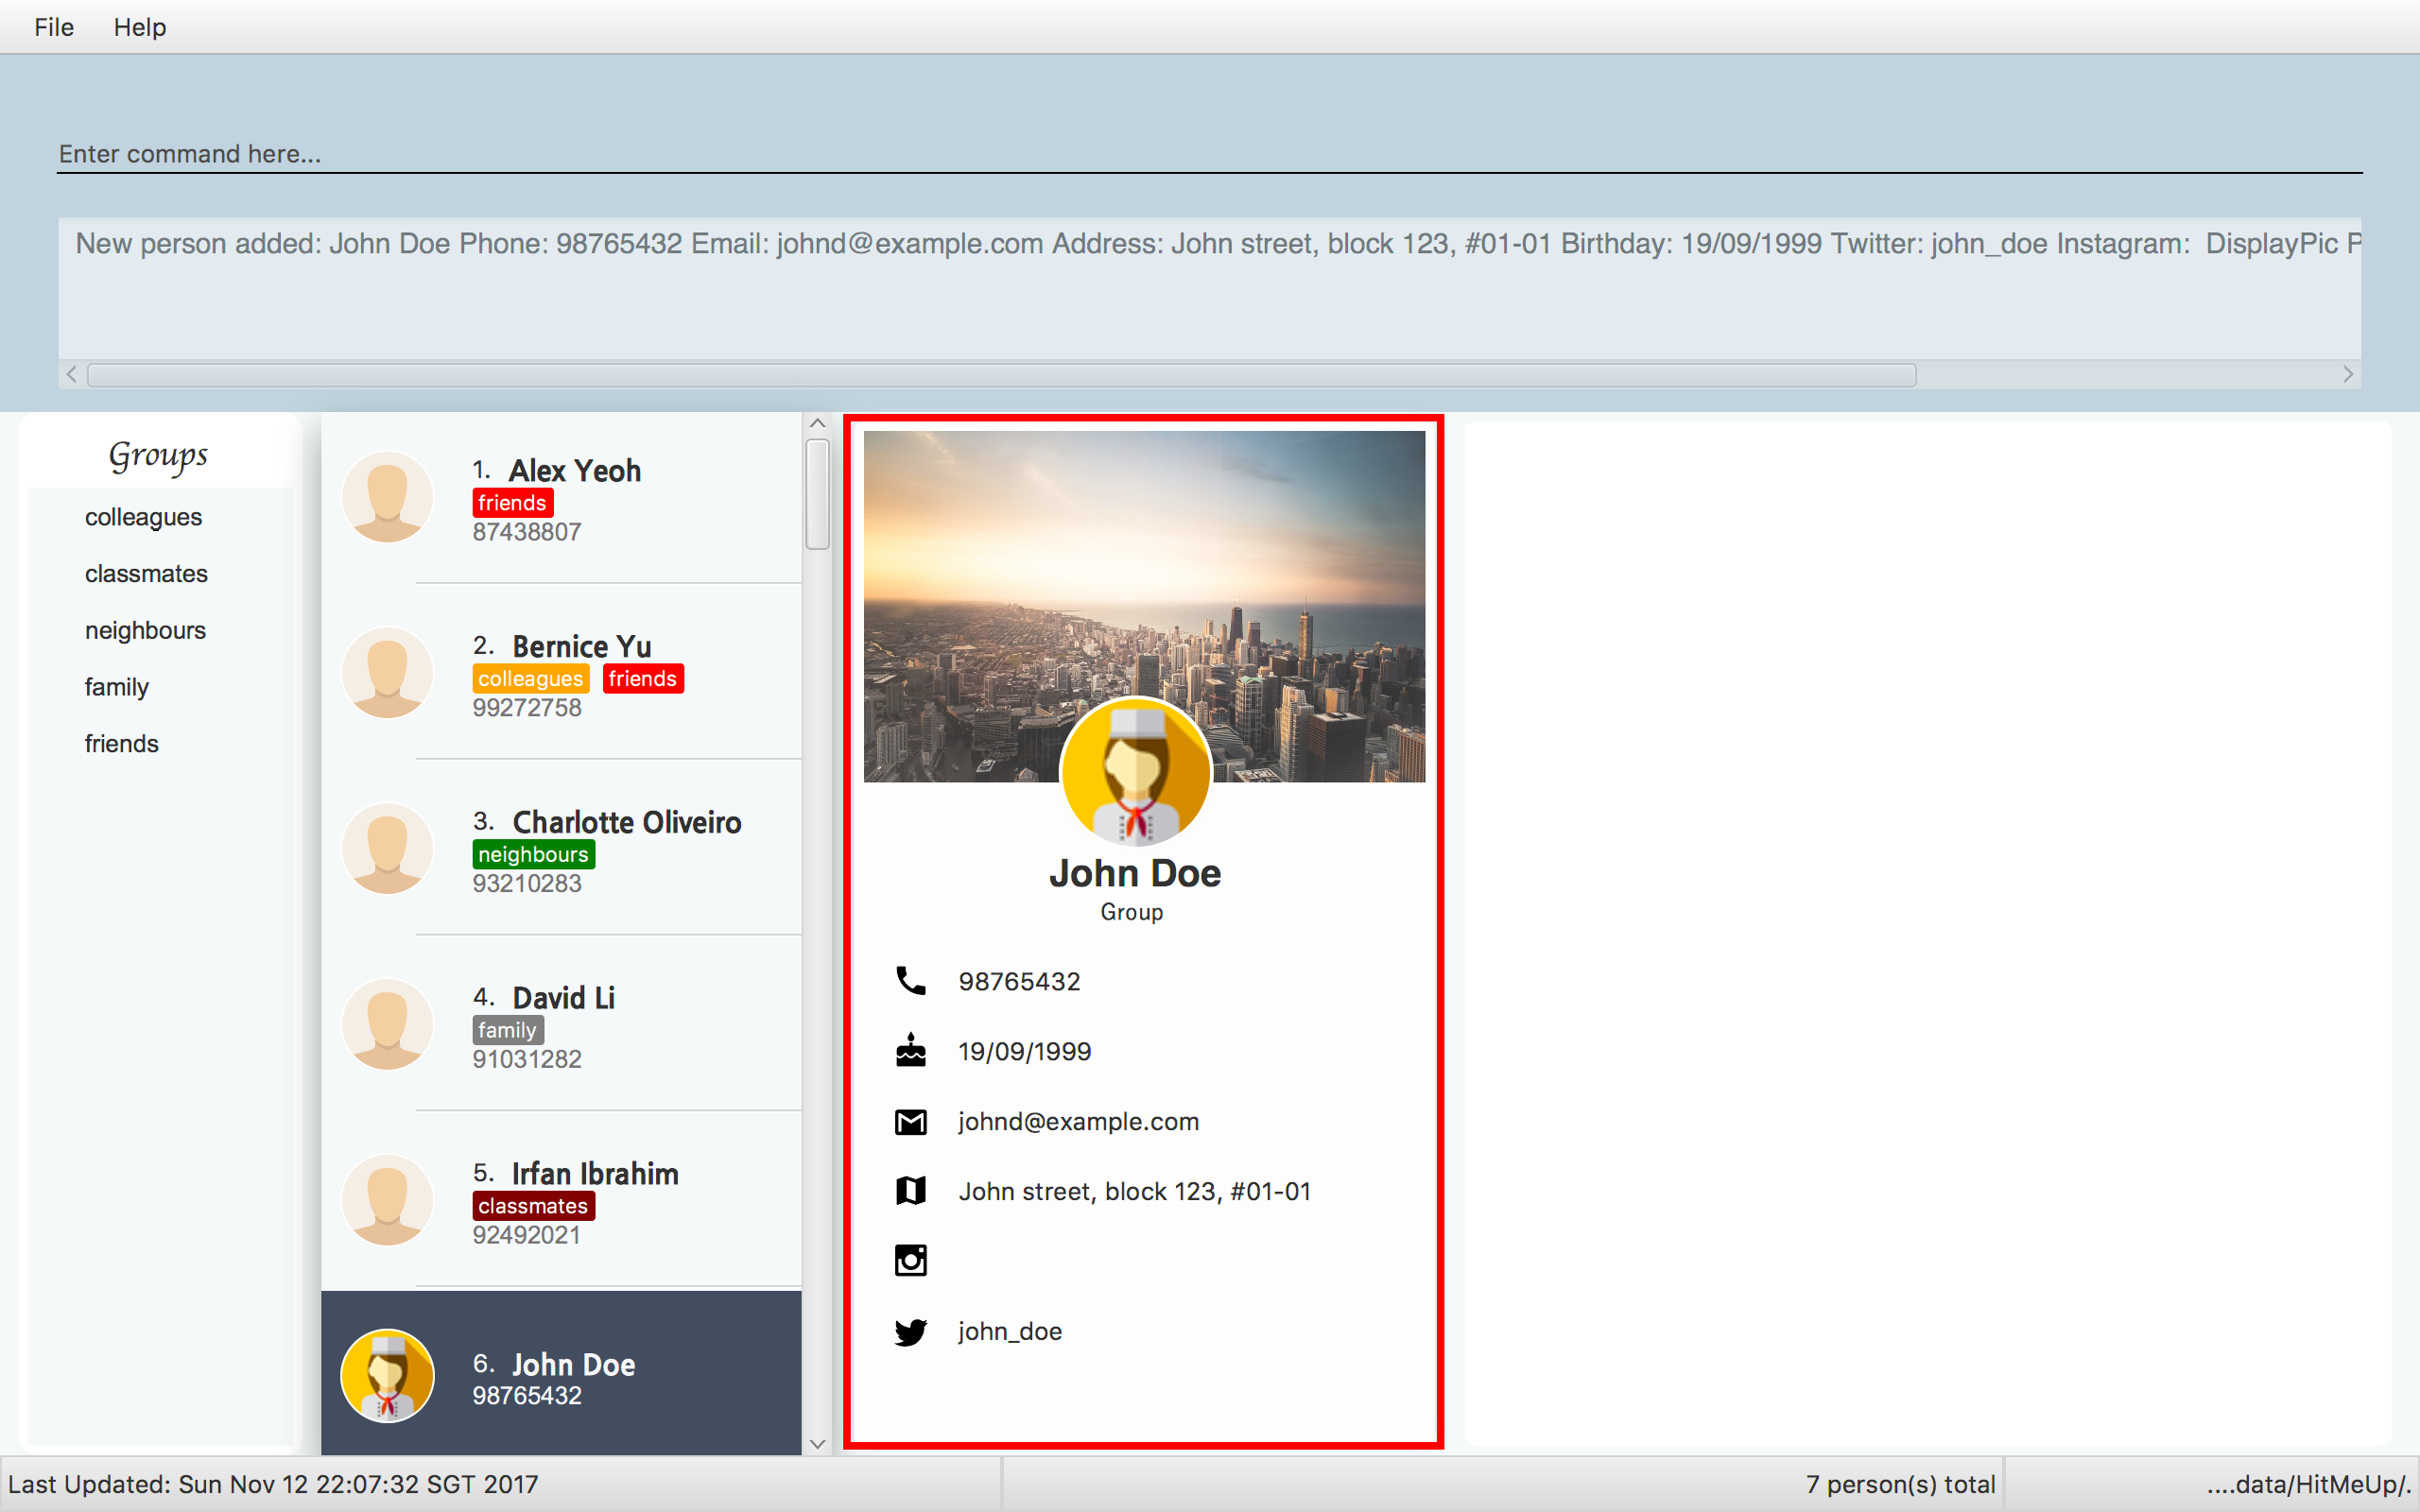 File Help
Enter command here...
New person added: John Doe Phone: 98765432 Email: johnd@example.com Address: John street, block 123, #01-01 Birthday: 19/09/1999 Twitter: john_doe Instagram:  DisplayPic P
Groups
colleagues
classmates
neighbours
family
friends
1. Alex Yeoh
friends
87438807
2. Bernice Yu
colleagues friends
99272758
3. Charlotte Oliveiro
neighbours
93210283
4. David Li
family
91031282
5. Irfan Ibrahim
classmates
92492021
6. John Doe
98765432
John Doe
Group
98765432
19/09/1999
johnd@example.com
John street, block 123, #01-01
john_doe
Last Updated: Sun Nov 12 22:07:32 SGT 2017
7 person(s) total
....data/HitMeUp/.